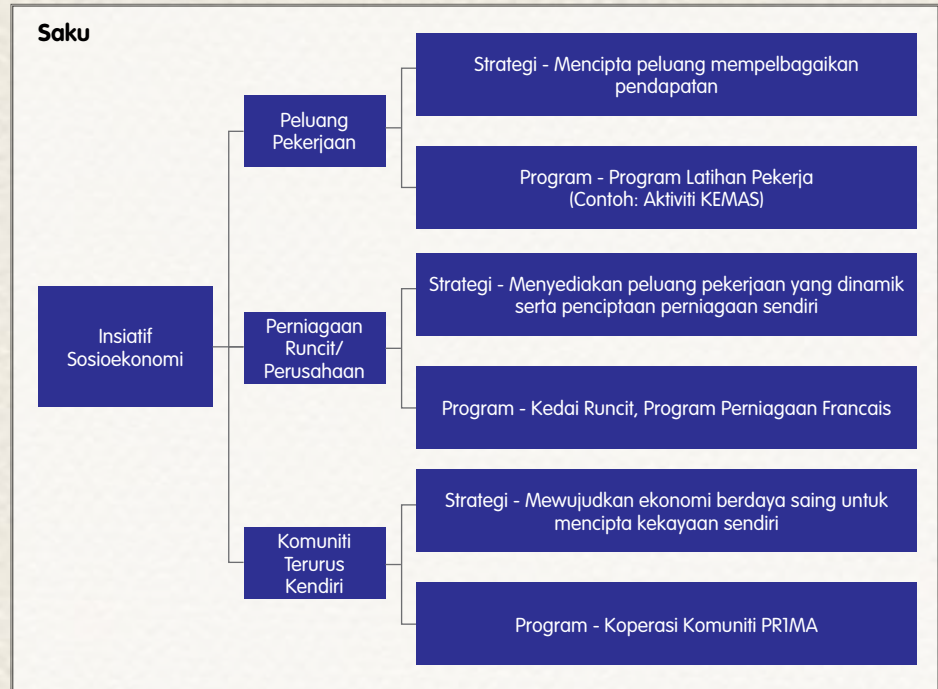 Saku
Insiatif
Sosioekonomi
Peluang
Pekerjaan
Strategi - Mencipta peluang mempelbagaikan
pendapatan
Program - Program Latihan Pekerja
(Contoh: Aktiviti KEMAS)
Perniagaan
Runcit/
Perusahaan
Strategi - Menyediakan peluang pekerjaan yang dinamik
serta penciptaan perniagaan sendiri
Program - Kedai Runcit, Program Perniagaan Francais
Komuniti
Terurus
Kendiri
Strategi - Mewujudkan ekonomi berdaya saing untuk
mencipta kekayaan sendiri
Program - Koperasi Komuniti PR1MA